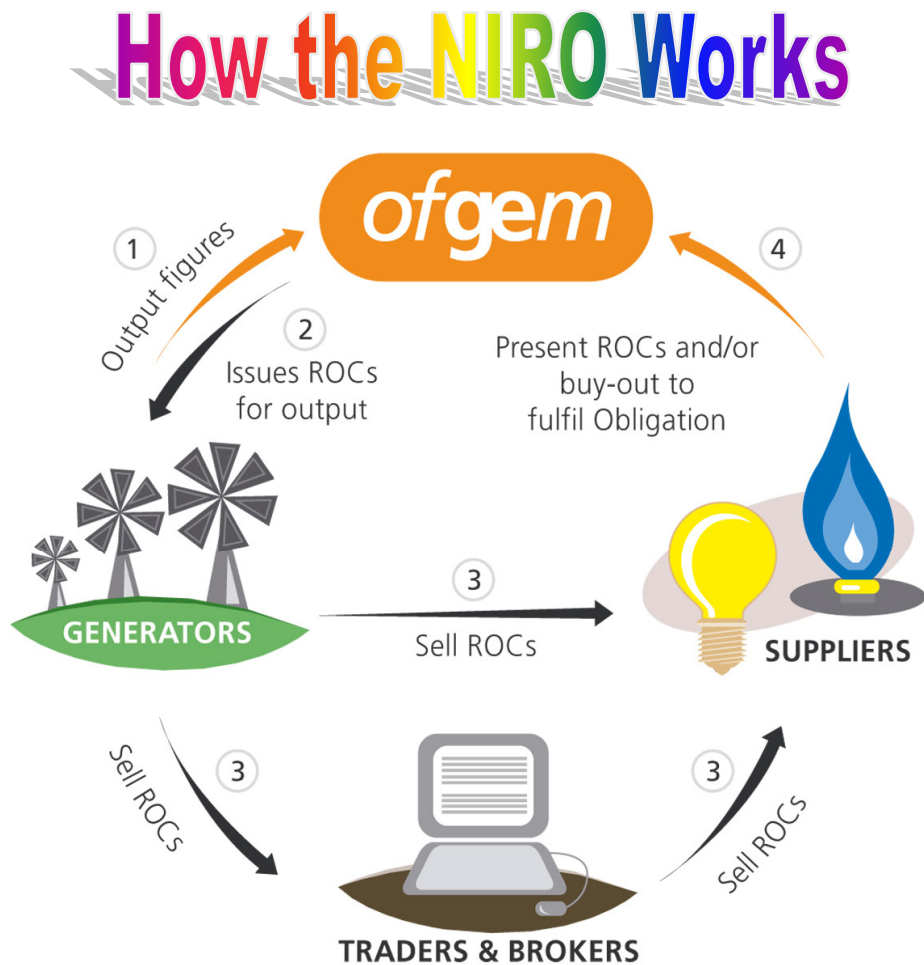 How the NIRO Works
ofgem
1
Output figures
2
Issues ROCs
for output
4
Present ROCs and/or
buy-out to
fulfil Obligation
GENERATORS
3
Sell ROCs
SUPPLIERS
Sell ROCs
3
3
Sell ROCs
TRADERS & BROKERS